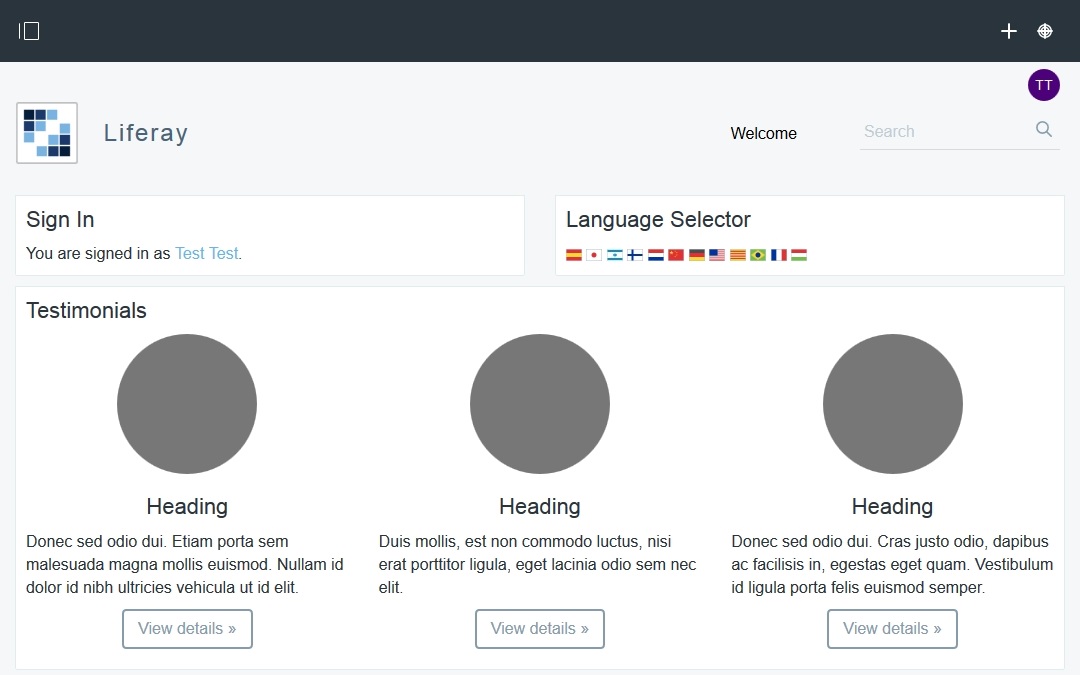 TT
Liferay
Welcome
Search
Sign In
You are signed in as Test Test.
Language Selector
Testimonials
Heading
Donec sed odio dui. Etiam porta sem
malesuada magna mollis euismod. Nullam id
dolor id nibh ultricies vehicula ut id elit.
View details »
Heading
Duis mollis, est non commodo luctus, nisi
erat porttitor ligula, eget lacinia odio sem nec
elit.
View details »
Heading
Donec sed odio dui. Cras justo odio, dapibus
ac facilisis in, egestas eget quam. Vestibulum
id ligula porta felis euismod semper.
View details »